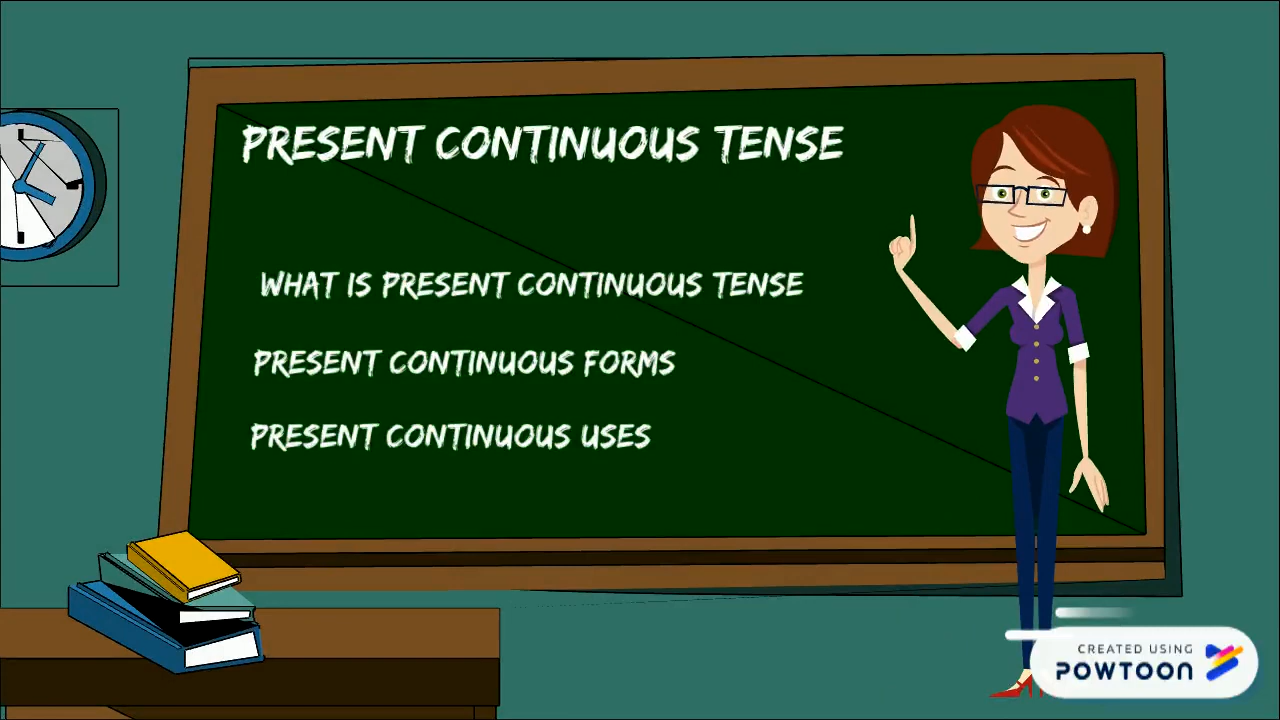 PRESENT CONTINUOUS TENSE
WHAT IS PRESENT CONTINUOUS TENSE
PRESENT CONTINUOUS FORMS
PRESENT CONTINUOUS USES
CREATED USING
POWTOON